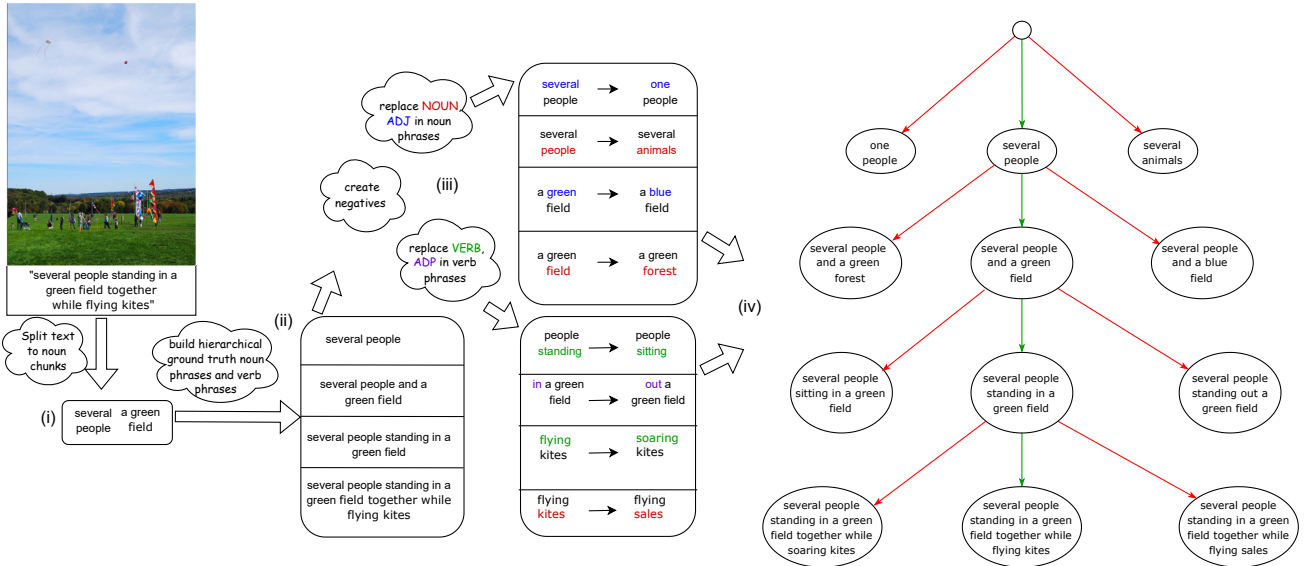 "several people standing in a
green field together
while flying kites"
Split text
to noun
chunks
(i)
several
people
a green
field
build hierarchical
ground truth noun
phrases and verb
phrases
(ii)
several people
several people and a
green field
several people standing in a
green field
several people standing in a
green field together while
flying kites
create
negatives
(iii)
replace NOUN,
ADJ in noun
phrases
replace VERB,
ADP in verb
phrases
several
people
one
people
several
people
several
animals
a green
field
a blue
field
a green
field
a green
forest
people
standing
people
sitting
in a green
field
out a
green field
flying
kites
soaring
kites
flying
kites
flying
sales
(iv)
one
people
several
people
several
animals
several people
and a green
forest
several people
and a green
field
several people
and a blue
field
several people
sitting in a green
field
several people
standing in a
green field
several people
standing out a
green field
several people
standing in a green
field together while
soaring kites
several people
standing in a green
field together while
flying kites
several people
standing in a green
field together while
flying sales